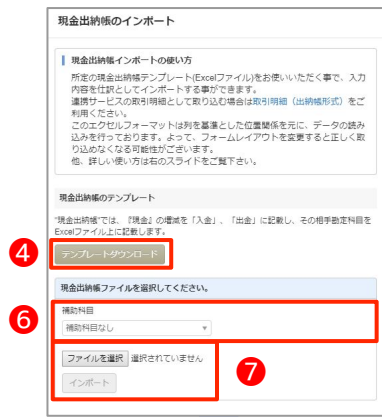 現金出納帳のインポート
現金出納帳インポートの使い方
所定の現金出納帳テンプレート(Excelファイル)をお使いいただく事で、入力
内容を仕訳としてインポートする事ができます。
連携サービスの取引明細として取り込む場合は取引明細（出納帳形式）をご
利用ください。
このエクセルフォーマットは列を基準とした位置関係を元に、データの読み
込みを行っております。よって、フォームレイアウトを変更すると正しく取
り込めなくなる可能性がございます。
他、詳しい使い方は右のスライドをご覧下さい。
現金出納帳のテンプレート
"現金出納帳"では、『現金』の増減を「入金」、「出金」に記載し、その相手勘定科目を
Excelファイル上に記載します。
4
テンプレートダウンロード
現金出納帳ファイルを選択してください。
6
補助科目
補助科目なし
ファイルを選択 選択されていません
7
インポート